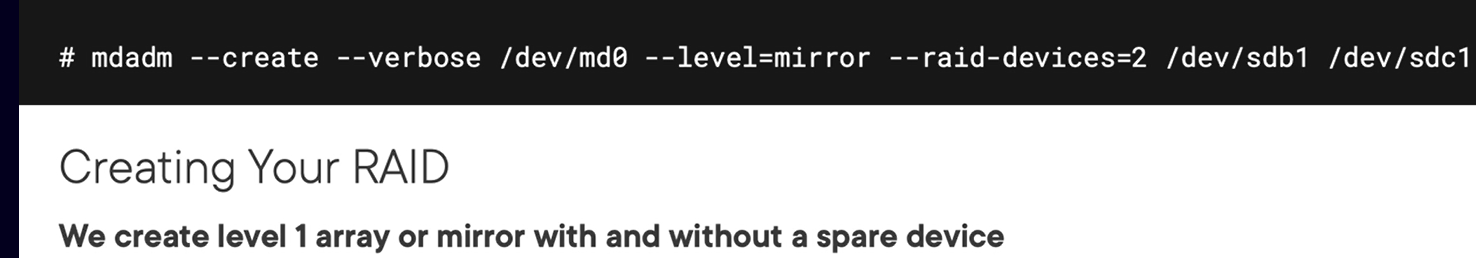 # mdadm --create --verbose /dev/md0 --level=mirror --raid-devices=2 /dev/sdb1 /dev/sdc1
Creating Your RAID
We create level 1 array or mirror with and without a spare device